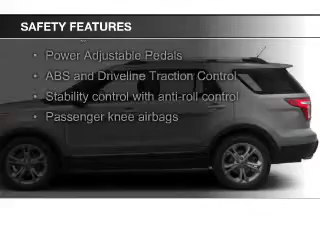 SAFETY FEATURES
• Power Adjustable Pedals
• ABS and Driveline Traction Control
• Stability control with anti-roll control
• Passenger knee airbags